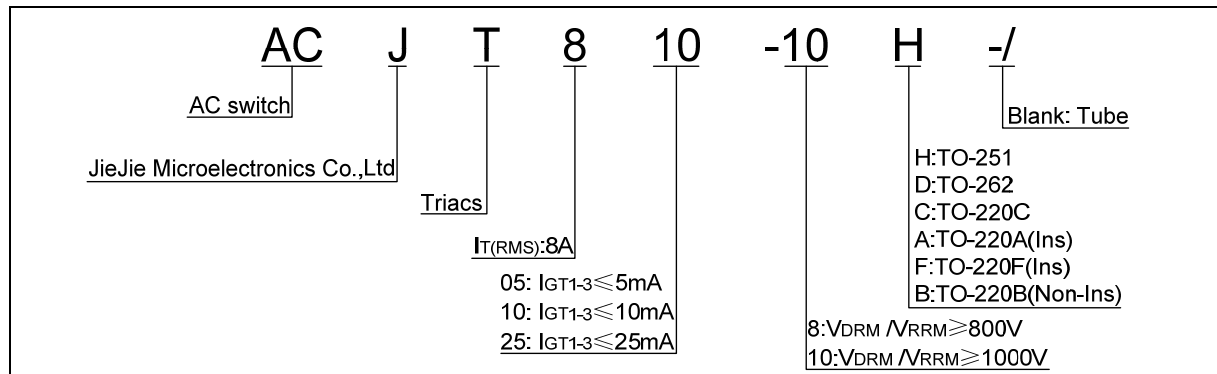 AC J T 8 10 -10 H -/
AC switch
Blank: Tube
JieJie Microelectronics Co.,Ltd
H:TO-251
D:TO-262
C:TO-220C
A:TO-220A(Ins)
F:TO-220F(Ins)
B:TO-220B(Non-Ins)
Triacs
IT(RMS):8A
05: IGT1-3≤5mA
10: IGT1-3≤10mA
25: IGT1-3≤25mA
8:VDRM /VRRM≥800V
10:VDRM /VRRM≥1000V